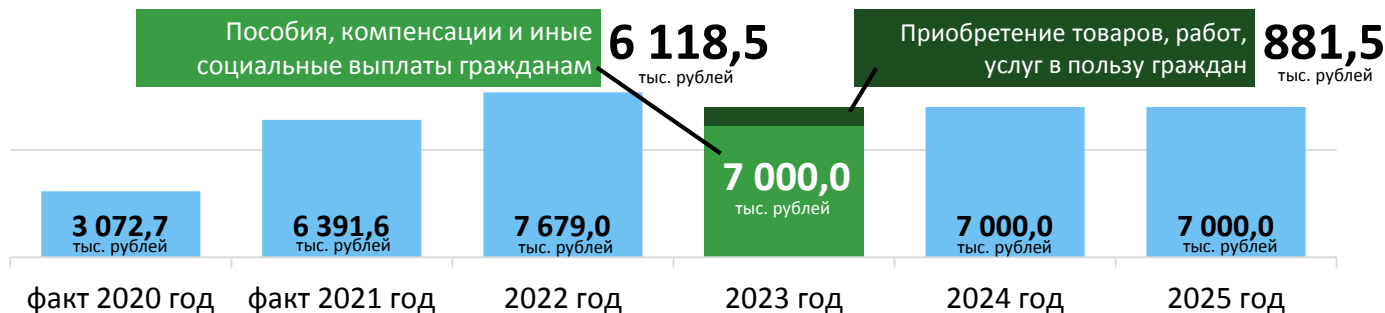 Пособия, компенсации и иные
социальные выплаты гражданам
6 118,5
тыс. рублей
Приобретение товаров, работ,
услуг в пользу граждан
881,5
тыс. рублей
3 072,7
тыс. рублей
6 391,6
тыс. рублей
7 679,0
тыс. рублей
7 000,0
тыс. рублей
7 000,0
тыс. рублей
7 000,0
тыс. рублей
факт 2020 год
факт 2021 год
2022 год
2023 год
2024 год
2025 год